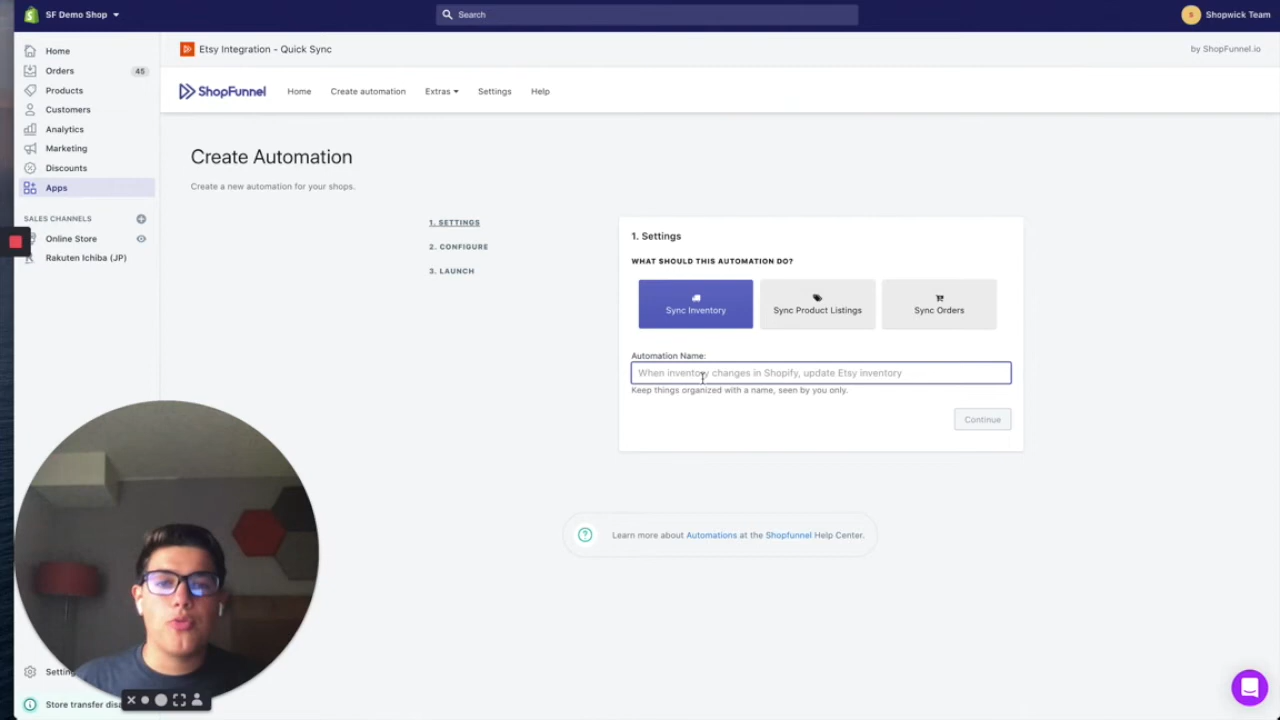 SF Demo Shop
Search
S
Shopwick Team
Home
Orders
45
Products
Customers
Analytics
Marketing
Discounts
Apps
SALES CHANNELS
Online Store
Rakuten Ichiba (JP)
Etsy Integration - Quick Sync
by ShopFunnel.io
ShopFunnel
Home
Create automation
Extras
Settings
Help
Create Automation
Create a new automation for your shops.
1. SETTINGS
2. CONFIGURE
3. LAUNCH
1. Settings
WHAT SHOULD THIS AUTOMATION DO?
Sync Inventory
Sync Product Listings
Sync Orders
Automation Name:
When inventory changes in Shopify, update Etsy inventory
Keep things organized with a name, seen by you only.
Continue
? Learn more about Automations at the Shopfunnel Help Center.
Setting
Store transfer disa